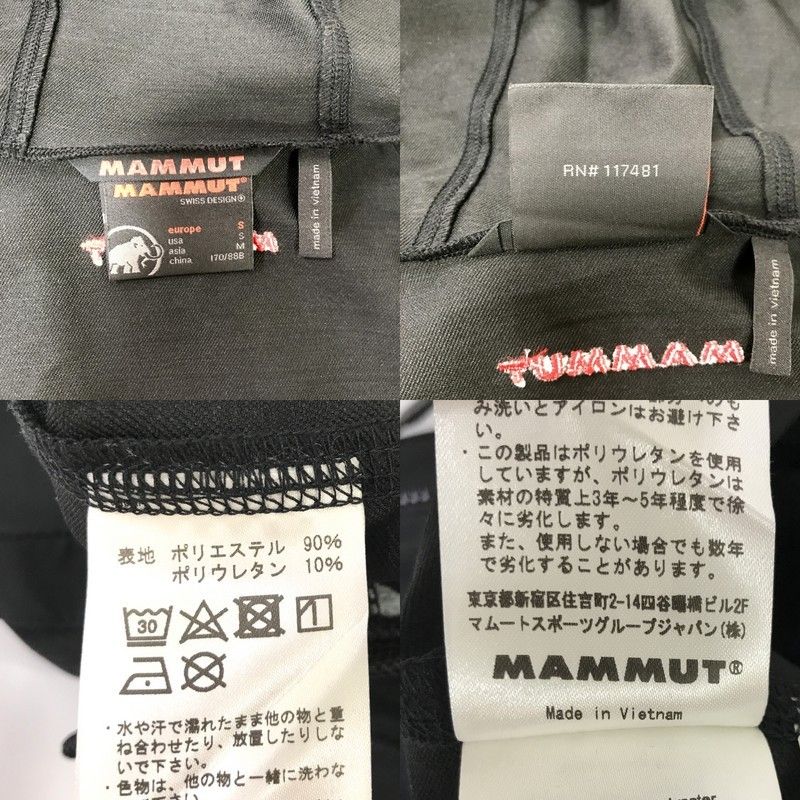 MAMMUT
MAMMUT®
SWISS DESIGN®
europe S
usa S
asia M
china 170/88B
made in vietnam
RN# 117481
made in vietnam
表地 ポリエステル 90%
ポリウレタン 10%
30
・水や汗で濡れたまま他の物と重
ね合わせたり、放置したりしな
いで下さい。
・色物は、他の物と一緒に洗わな
み洗いとアイロンはお避け下さ
い。
・この製品はポリウレタンを使用
していますが、ポリウレタンは
素材の特質上3年～5年程度で徐
々に劣化します。
また、使用しない場合でも数年
で劣化することがあります。
東京都新宿区住吉町2-14四谷曙橋ビル2F
マムートスポーツグループジャパン(株)
MAMMUT®
Made in Vietnam